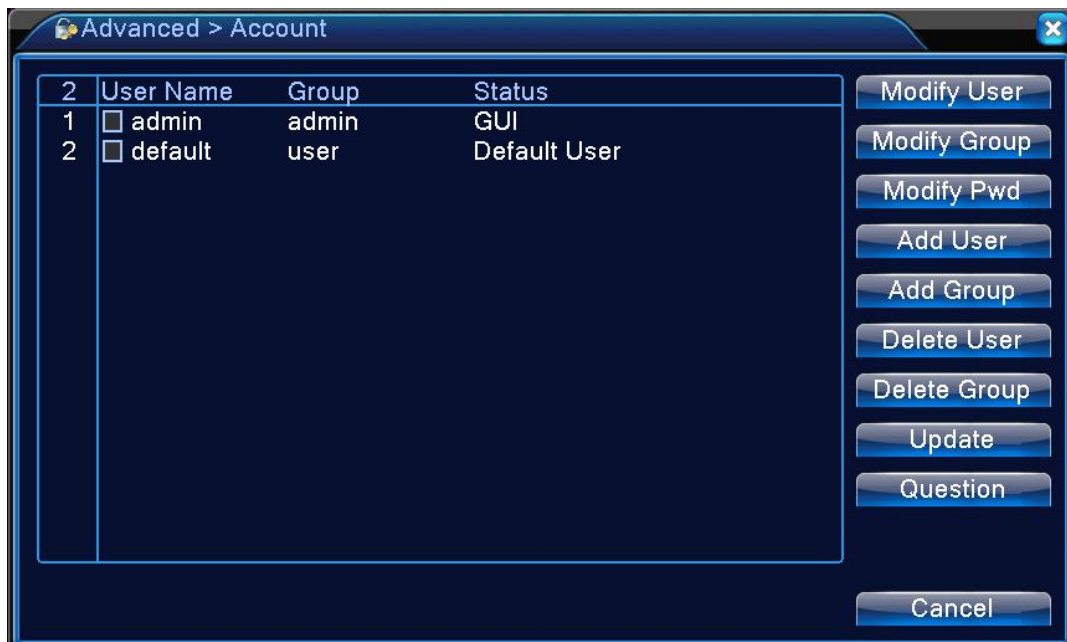 Advanced > Account
2 User Name Group Status
1 admin admin GUI
2 default user Default User
Modify User
Modify Group
Modify Pwd
Add User
Add Group
Delete User
Delete Group
Update
Question
Cancel